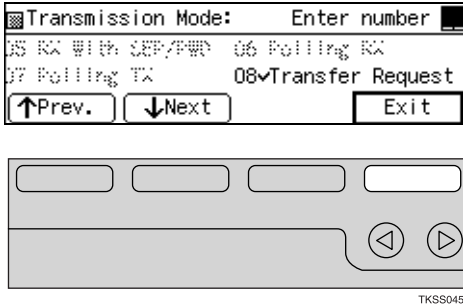 Transmission Mode: Enter number
05 RX With SEP/PWD 06 Polling RX
07 Polling TX 08✓Transfer Request
↑Prev. ↓Next Exit
TKSS045